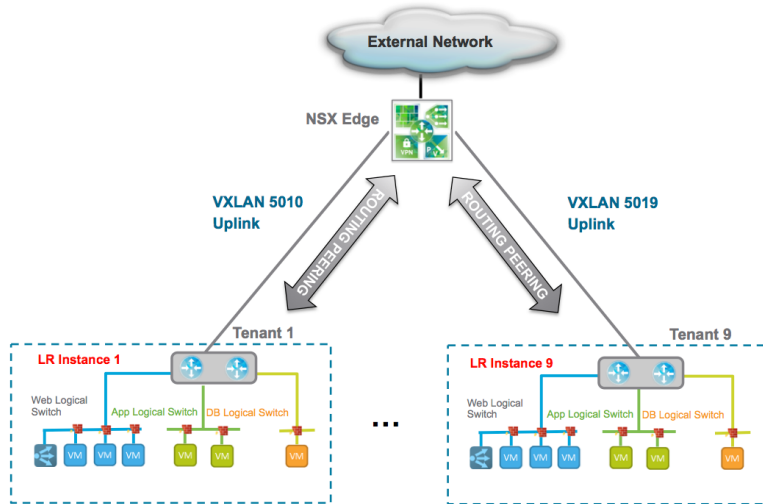 External Network
NSX Edge
VPN
VXLAN 5010
Uplink
ROUTING PEERING
ROUTING PEERING
VXLAN 5019
Uplink
Tenant 1
LR Instance 1
Web Logical
Switch
App Logical Switch
DB Logical Switch
VM
VM
VM
VM
VM
VM
...
Tenant 9
LR Instance 9
Web Logical
Switch
App Logical Switch
DB Logical Switch
VM
VM
VM
VM
VM
VM